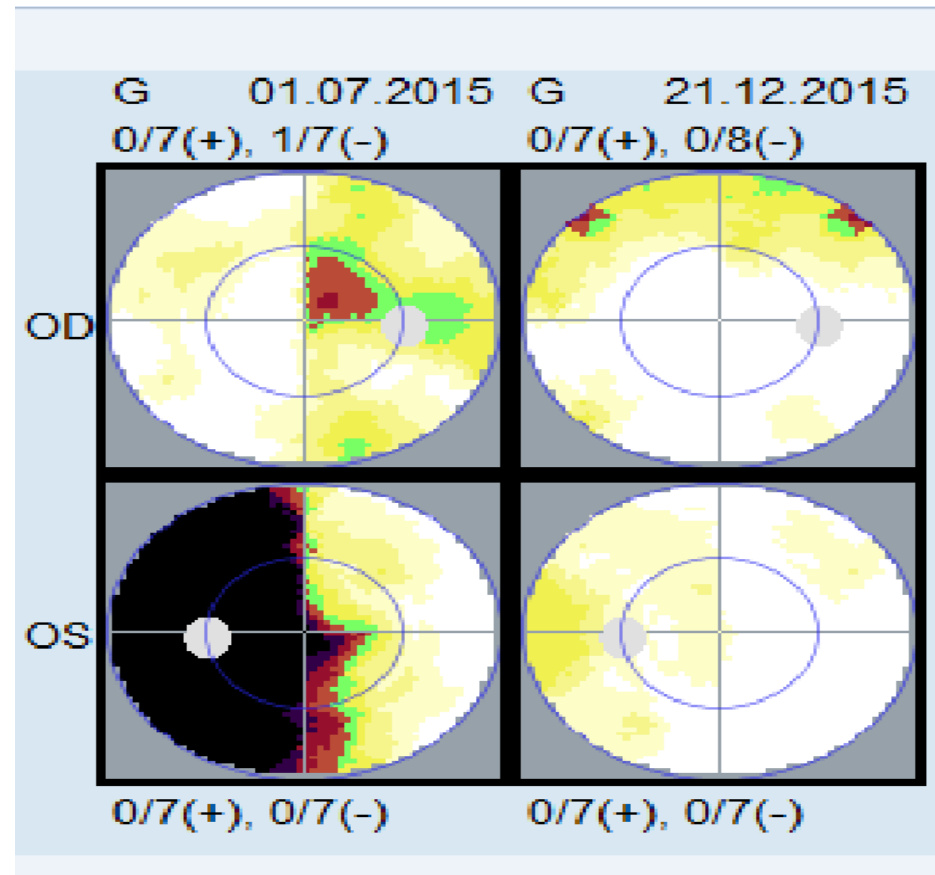 G 01.07.2015 G 21.12.2015
0/7(+), 1/7(-) 0/7(+), 0/8(-)
OD
OS
0/7(+), 0/7(-) 0/7(+), 0/7(-)